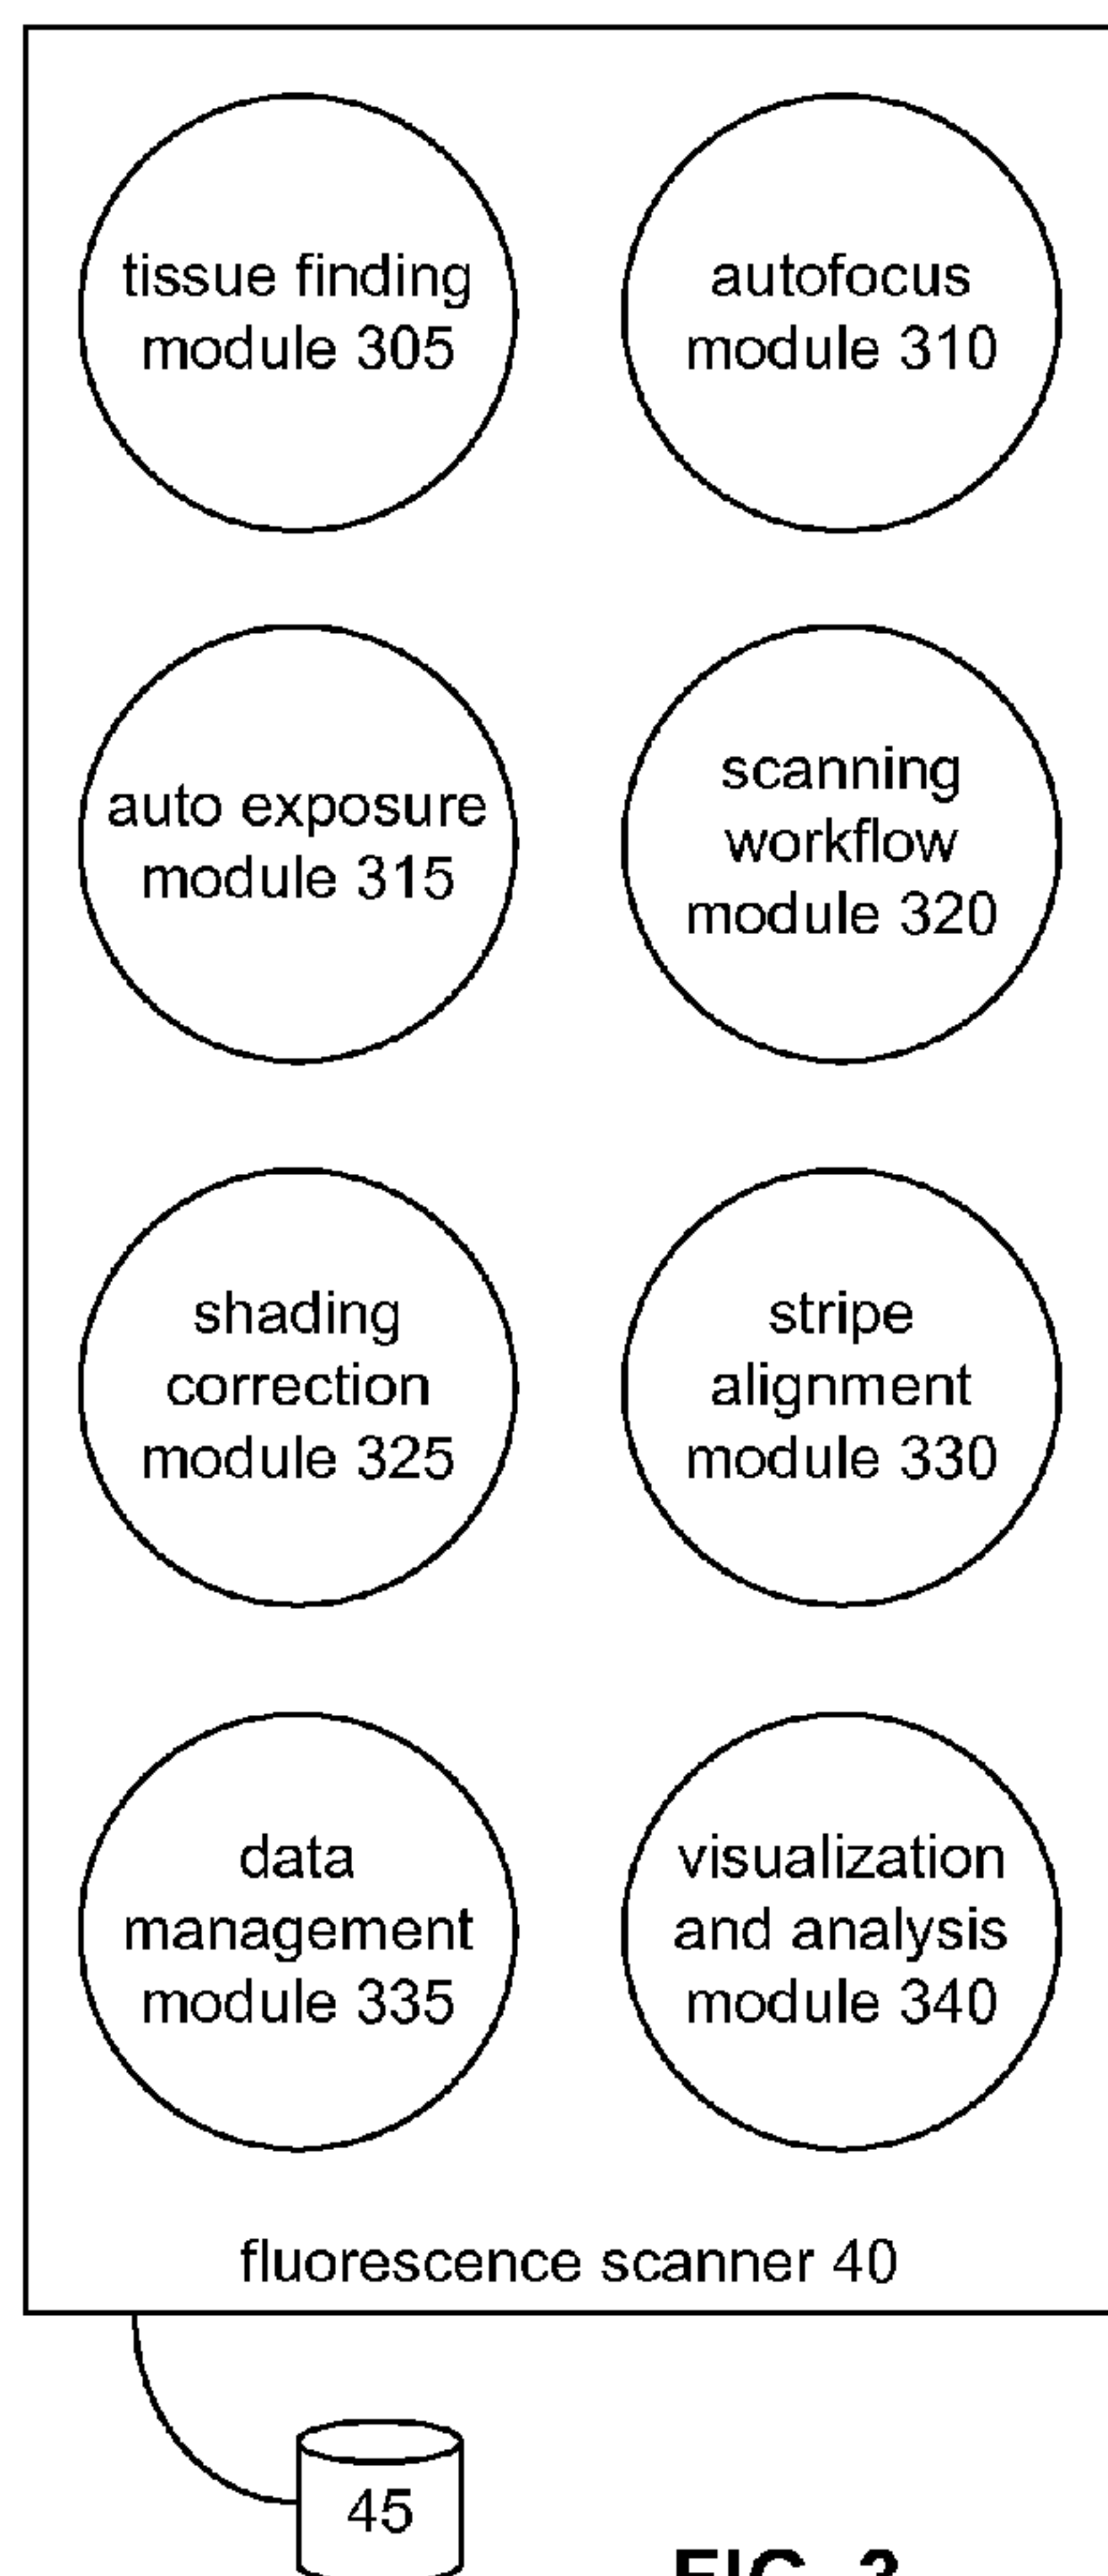 tissue finding
module 305
autofocus
module 310
auto exposure
module 315
scanning
workflow
module 320
shading
correction
module 325
stripe
alignment
module 330
data
management
module 335
visualization
and analysis
module 340
fluorescence scanner 40
45
FIG.